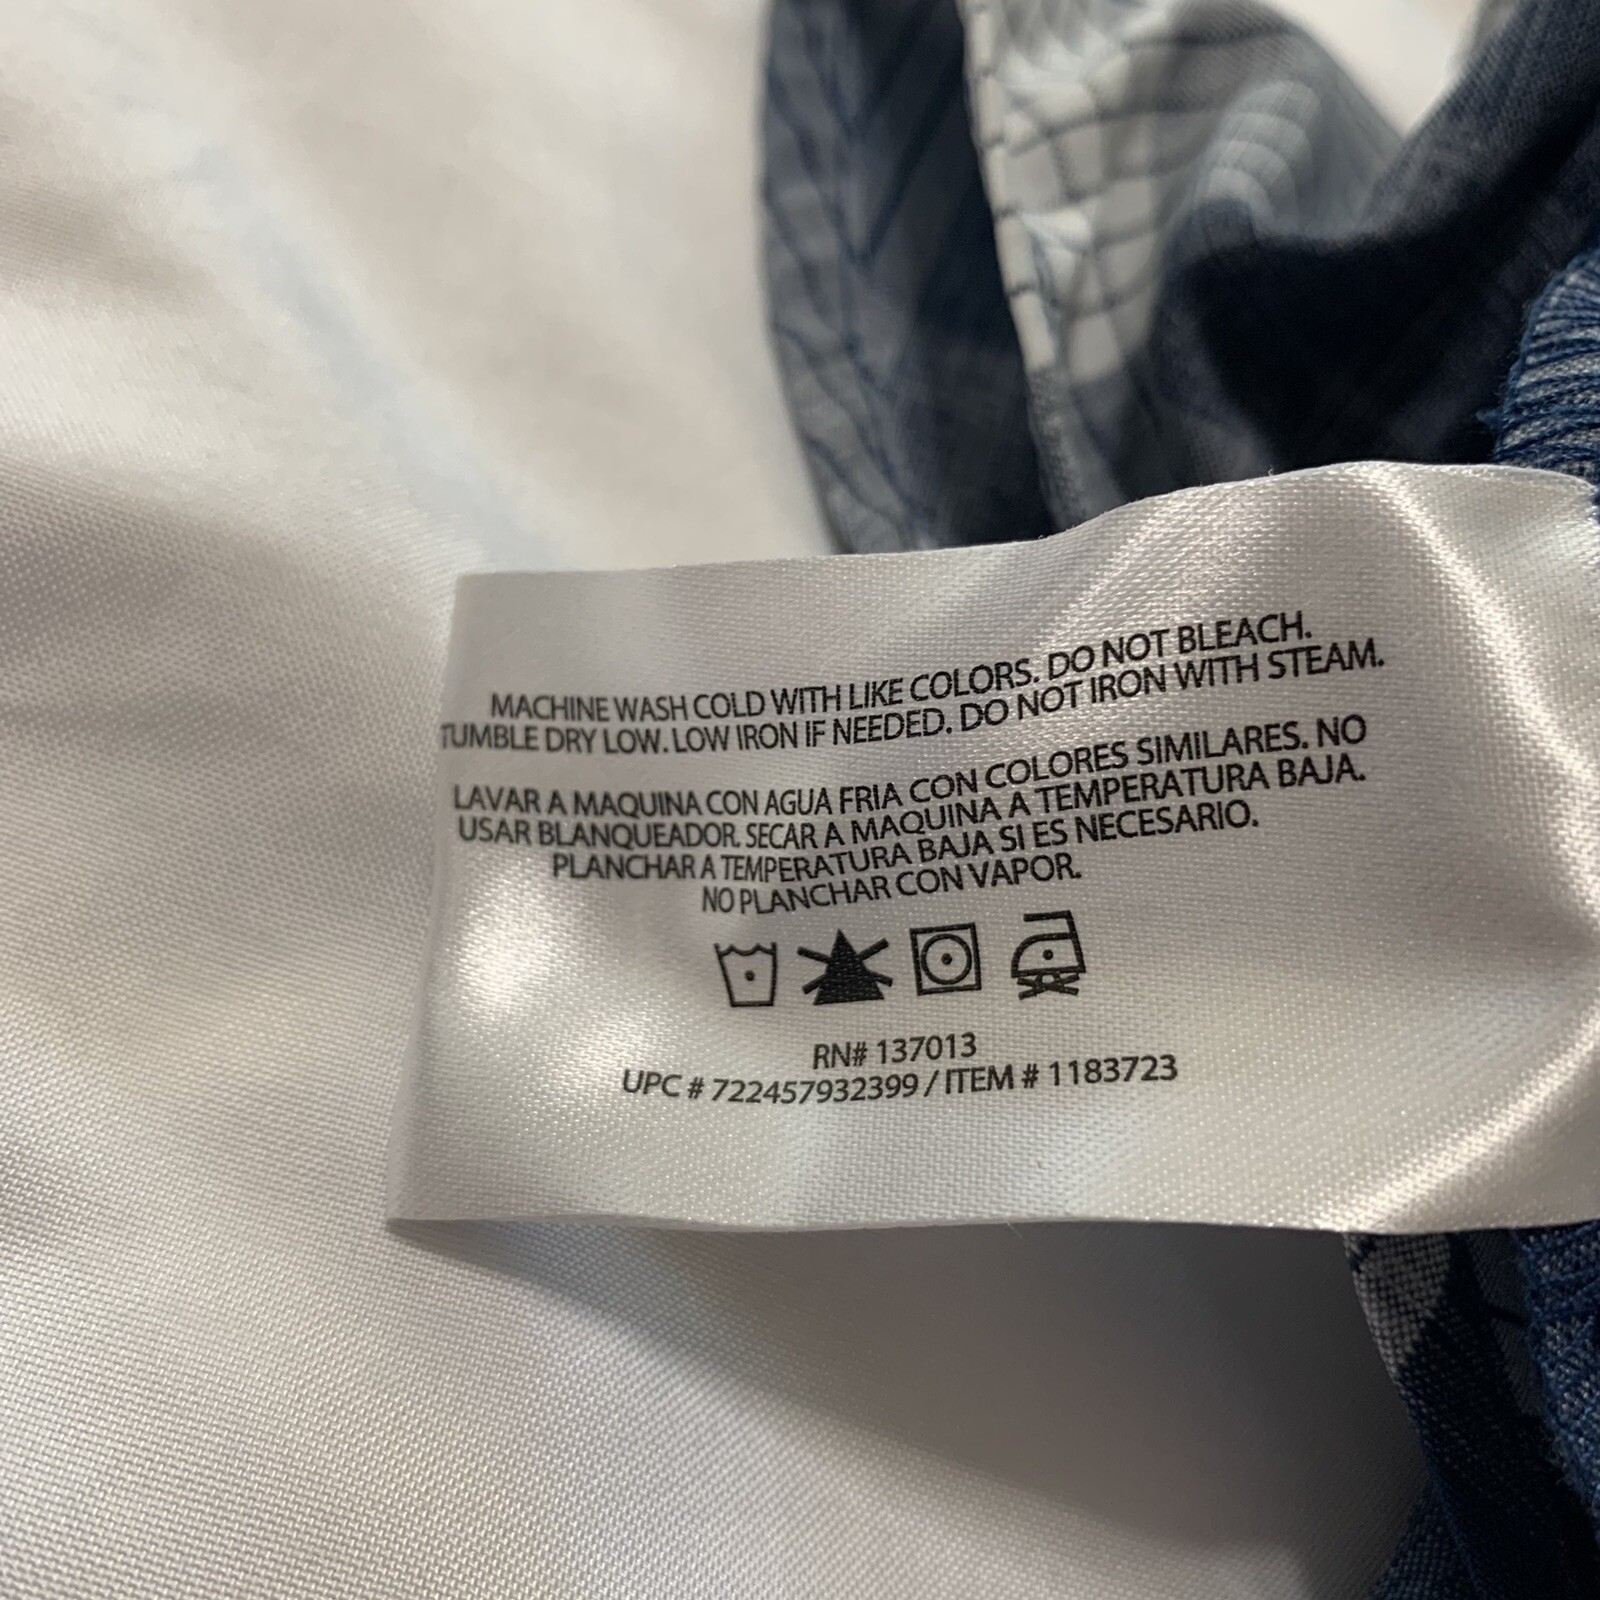 MACHINE WASH COLD WITH LIKE COLORS. DO NOT BLEACH.
TUMBLE DRY LOW. LOW IRON IF NEEDED. DO NOT IRON WITH STEAM.
LAVAR A MAQUINA CON AGUA FRIA CON COLORES SIMILARES. NO
USAR BLANQUEADOR. SECAR A MAQUINA A TEMPERATURA BAJA.
PLANCHAR A TEMPERATURA BAJA SI ES NECESARIO.
NO PLANCHAR CON VAPOR.
RN# 137013
UPC # 722457932399 / ITEM # 1183723